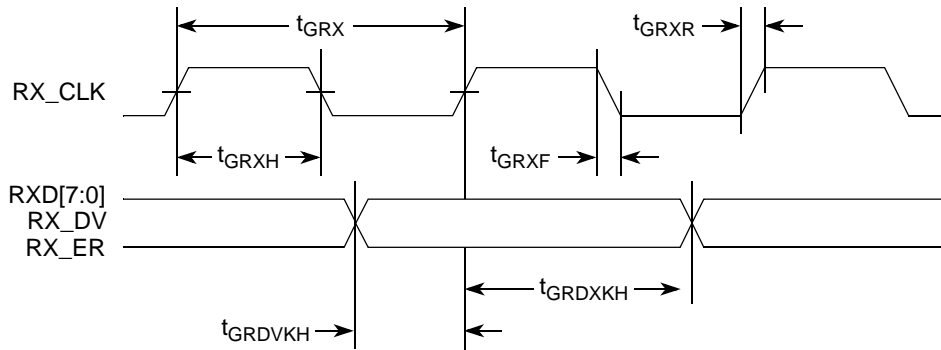 tGRX
tGRXR
RX_CLK
tGRXH
tGRXF
RXD[7:0]
RX_DV
RX_ER
tGRDXKH
tGRDVKH